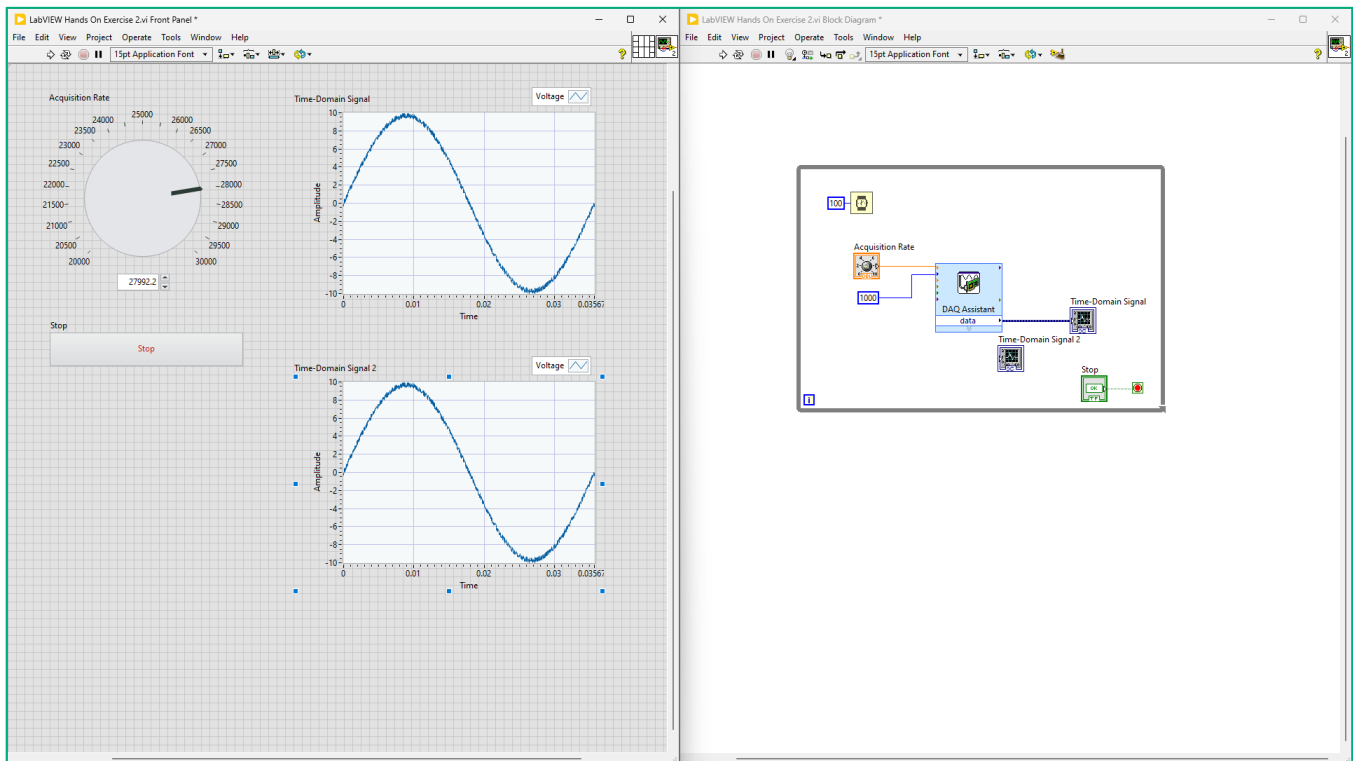 LabVIEW Hands On Exercise 2.vi Front Panel *
File Edit View Project Operate Tools Window Help
15pt Application Font
2
Acquisition Rate
20000
20500
21000
21500
22000
22500
23000
23500
24000
25000
26000
26500
27000
27500
28000
28500
29000
29500
30000
27992.2
Stop
Stop
Time-Domain Signal
Voltage
Amplitude
10
8
6
4
2
0
-2
-4
-6
-8
-10
0 0.01 0.02 0.03 0.03567
Time
Time-Domain Signal 2
Voltage
Amplitude
10
8
6
4
2
0
-2
-4
-6
-8
-10
0 0.01 0.02 0.03 0.03567
Time
LabVIEW Hands On Exercise 2.vi Block Diagram *
File Edit View Project Operate Tools Window Help
15pt Application Font
2
100
Acquisition Rate
1000
DAQ Assistant
data
Time-Domain Signal
Time-Domain Signal 2
Stop
OK
TF
i